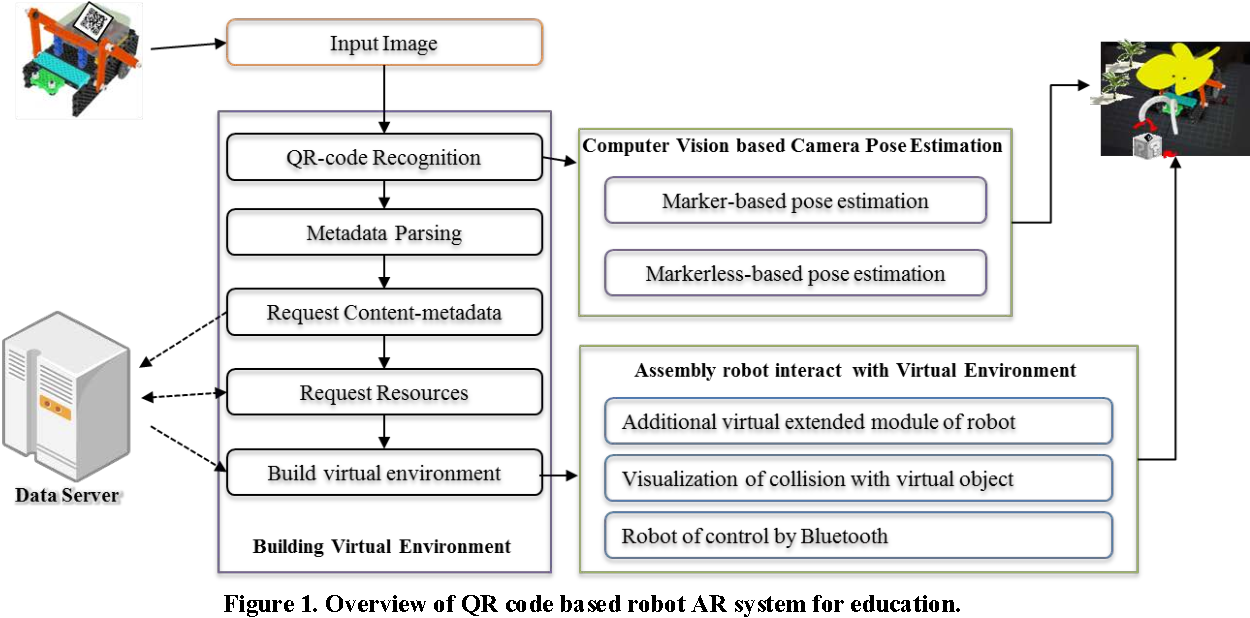 Input Image
QR-code Recognition
Metadata Parsing
Request Content-metadata
Request Resources
Build virtual environment
Building Virtual Environment
Data Server
Computer Vision based Camera Pose Estimation
Marker-based pose estimation
Markerless-based pose estimation
Assembly robot interact with Virtual Environment
Additional virtual extended module of robot
Visualization of collision with virtual object
Robot of control by Bluetooth
Figure 1. Overview of QR code based robot AR system for education.